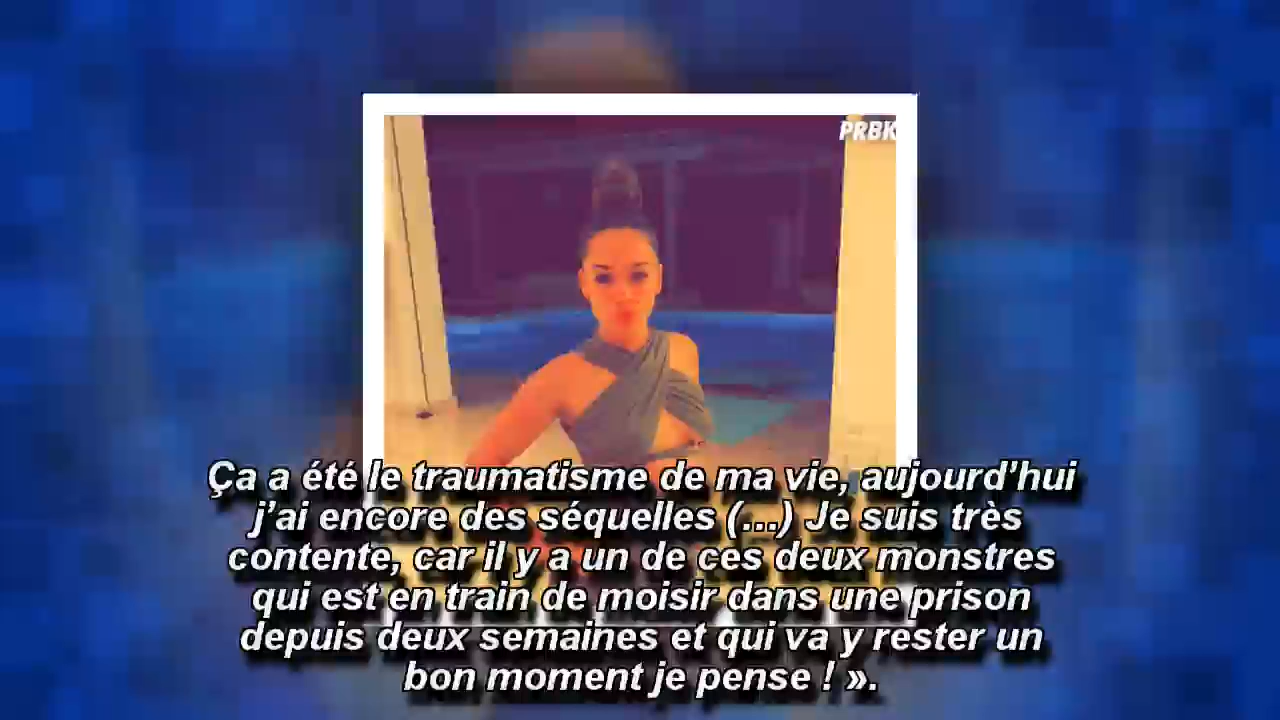 PRBK
Ça a été le traumatisme de ma vie, aujourd'hui
j'ai encore des séquelles (...) Je suis très
contente, car il y a un de ces deux monstres
qui est en train de moisir dans une prison
depuis deux semaines et qui va y rester un
bon moment je pense ! ».